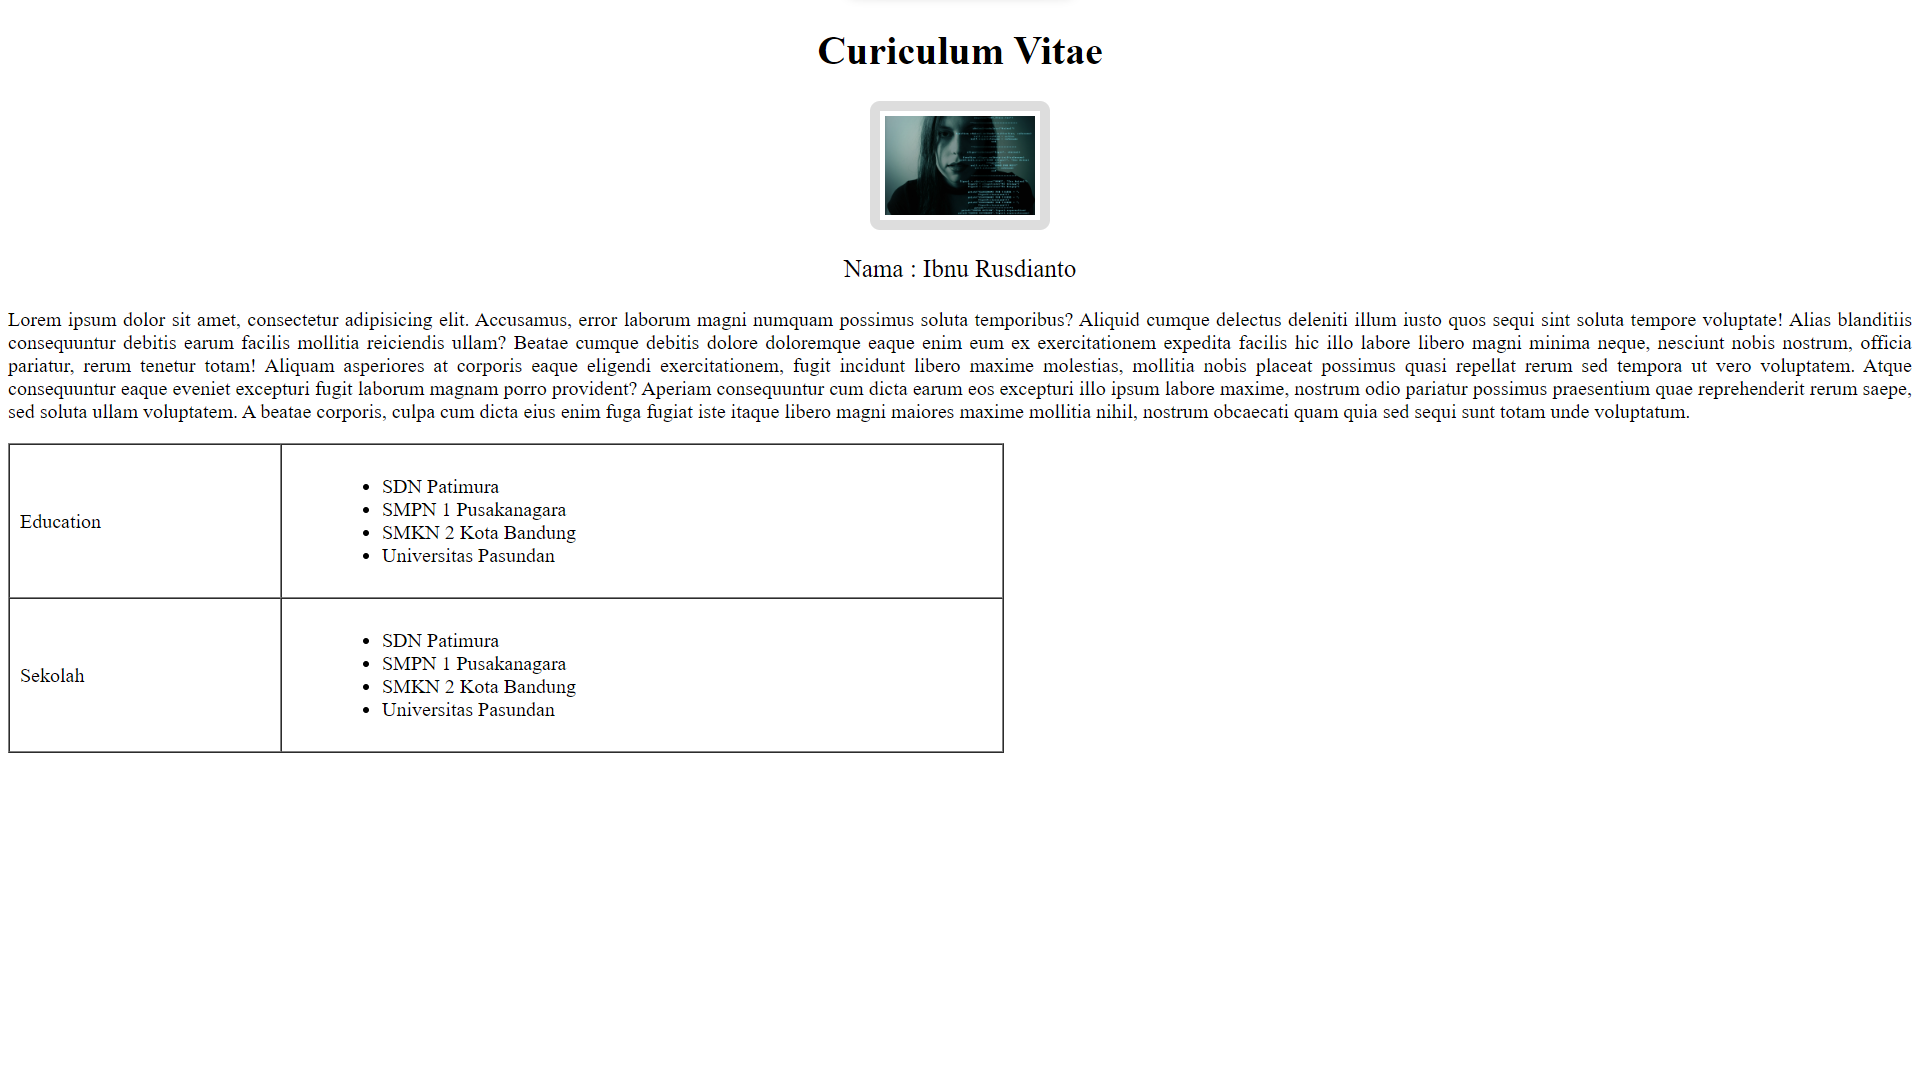 Curiculum Vitae
Nama : Ibnu Rusdianto
Lorem ipsum dolor sit amet, consectetur adipisicing elit. Accusamus, error laborum magni numquam possimus soluta temporibus? Aliquid cumque delectus deleniti illum iusto quos sequi sint soluta tempore voluptate! Alias blanditiis
consequuntur debitis earum facilis mollitia reiciendis ullam? Beatae cumque debitis dolore doloremque eaque enim eum ex exercitationem expedita facilis hic illo labore libero magni minima neque, nesciunt nobis nostrum, officia
pariatur, rerum tenetur totam! Aliquam asperiores at corporis eaque eligendi exercitationem, fugit incidunt libero maxime molestias, mollitia nobis placeat possimus quasi repellat rerum sed tempora ut vero voluptatem. Atque
consequuntur eaque eveniet excepturi fugit laborum magnam porro provident? Aperiam consequuntur cum dicta earum eos excepturi illo ipsum labore maxime, nostrum odio pariatur possimus praesentium quae reprehenderit rerum saepe,
sed soluta ullam voluptatem. A beatae corporis, culpa cum dicta eius enim fuga fugiat iste itaque libero magni maiores maxime mollitia nihil, nostrum obcaecati quam quia sed sequi sunt totam unde voluptatum.
Education
SDN Patimura
SMPN 1 Pusakanagara
SMKN 2 Kota Bandung
Universitas Pasundan
Sekolah
SDN Patimura
SMPN 1 Pusakanagara
SMKN 2 Kota Bandung
Universitas Pasundan